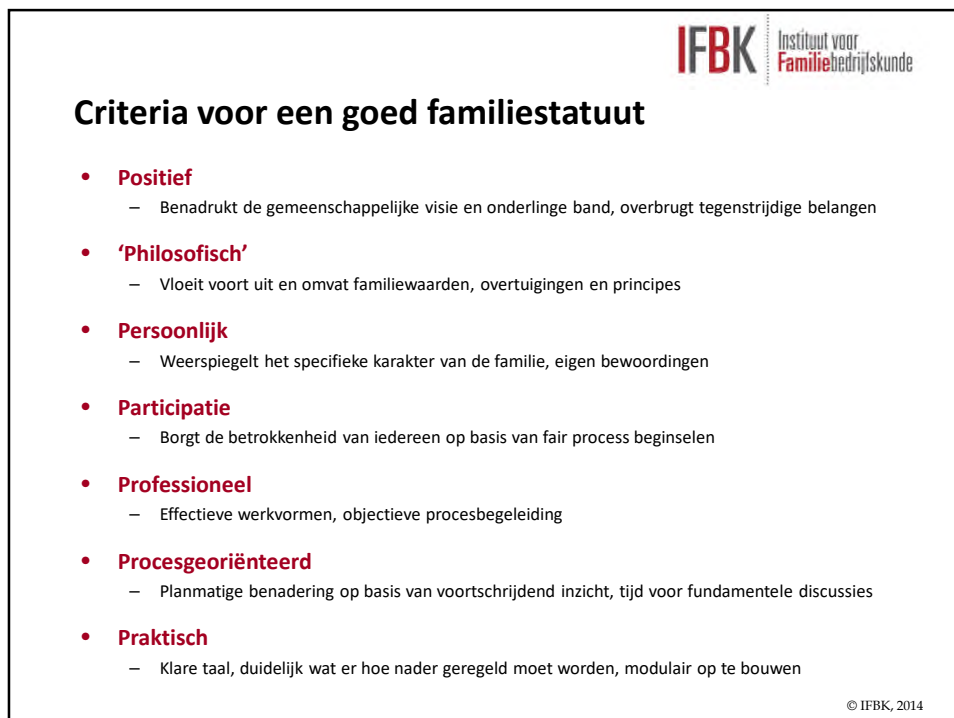 IFBK Instituut voor
Familiebedrijfskunde
Criteria voor een goed familiestatuut
• Positief
– Benadrukt de gemeenschappelijke visie en onderlinge band, overbrugt tegenstrijdige belangen
• ‘Philosofisch’
– Vloeit voort uit en omvat familiewaarden, overtuigingen en principes
• Persoonlijk
– Weerspiegelt het specifieke karakter van de familie, eigen bewoordingen
• Participatie
– Borgt de betrokkenheid van iedereen op basis van fair process beginselen
• Professioneel
– Effectieve werkvormen, objectieve procesbegeleiding
• Procesgeoriënteerd
– Planmatige benadering op basis van voortschrijdend inzicht, tijd voor fundamentele discussies
• Praktisch
– Klare taal, duidelijk wat er hoe nader geregeld moet worden, modulair op te bouwen
© IFBK, 2014